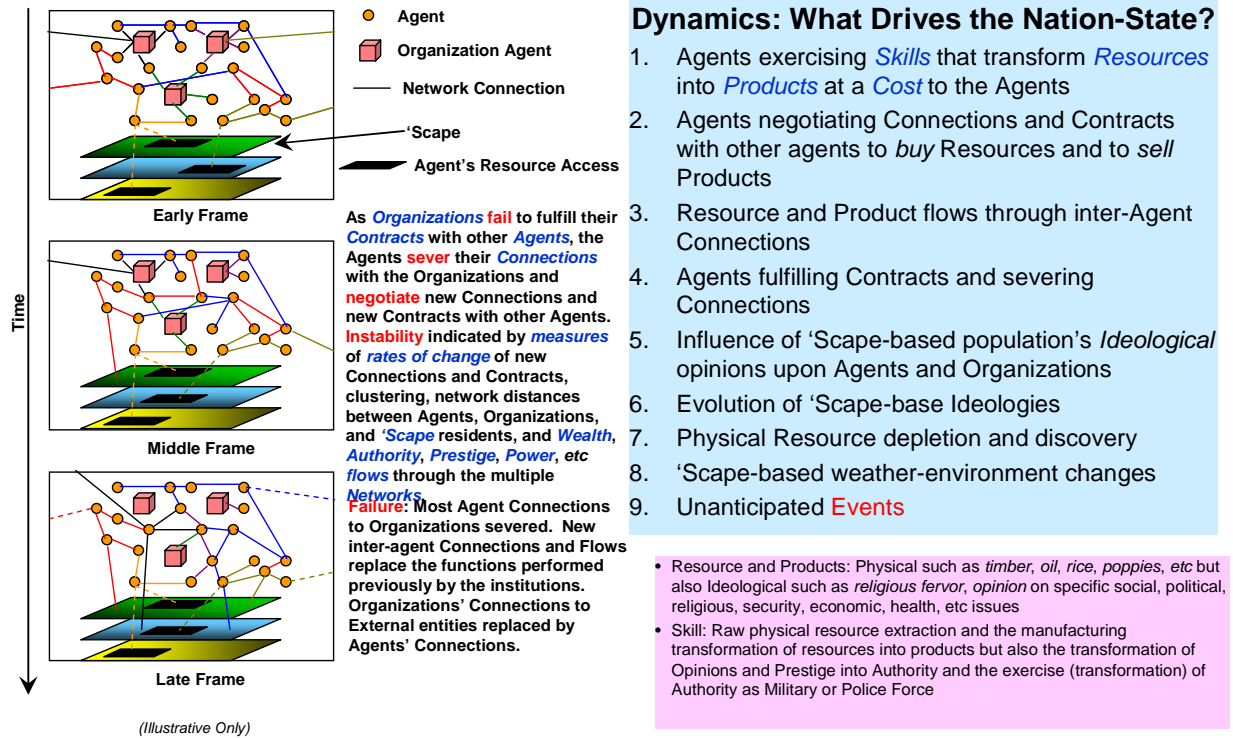 Agent
Organization Agent
Network Connection
‘Scape
Agent’s Resource Access
Time
Early Frame
Middle Frame
Late Frame
(Illustrative Only)
As Organizations fail to fulfill their
Contracts with other Agents, the
Agents sever their Connections
with the Organizations and
negotiate new Connections and
new Contracts with other Agents.
Instability indicated by measures
of rates of change of new
Connections and Contracts,
clustering, network distances
between Agents, Organizations,
and ‘Scape residents, and Wealth,
Authority, Prestige, Power, etc
flows through the multiple
Networks.
Failure: Most Agent Connections
to Organizations severed. New
inter-agent Connections and Flows
replace the functions performed
previously by the institutions.
Organizations’ Connections to
External entities replaced by
Agents’ Connections.
Dynamics: What Drives the Nation-State?
1. Agents exercising Skills that transform Resources
into Products at a Cost to the Agents
2. Agents negotiating Connections and Contracts
with other agents to buy Resources and to sell
Products
3. Resource and Product flows through inter-Agent
Connections
4. Agents fulfilling Contracts and severing
Connections
5. Influence of ‘Scape-based population’s Ideological
opinions upon Agents and Organizations
6. Evolution of ‘Scape-base Ideologies
7. Physical Resource depletion and discovery
8. ‘Scape-based weather-environment changes
9. Unanticipated Events
• Resource and Products: Physical such as timber, oil, rice, poppies, etc but
also Ideological such as religious fervor, opinion on specific social, political,
religious, security, economic, health, etc issues
• Skill: Raw physical resource extraction and the manufacturing
transformation of resources into products but also the transformation of
Opinions and Prestige into Authority and the exercise (transformation) of
Authority as Military or Police Force